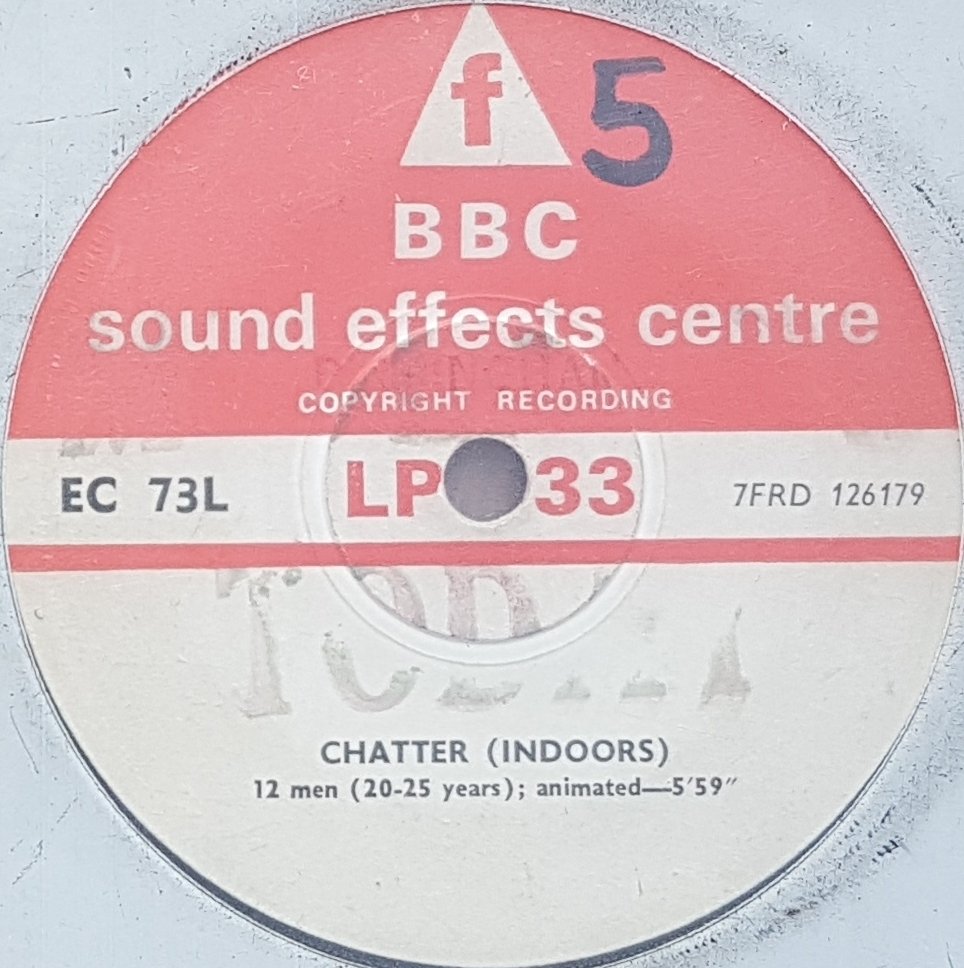 f 5
BBC
sound effects centre
COPYRIGHT RECORDING
EC 73L LP 33 7FRD 126179
CHATTER (INDOORS)
12 men (20-25 years); animated—5′59″